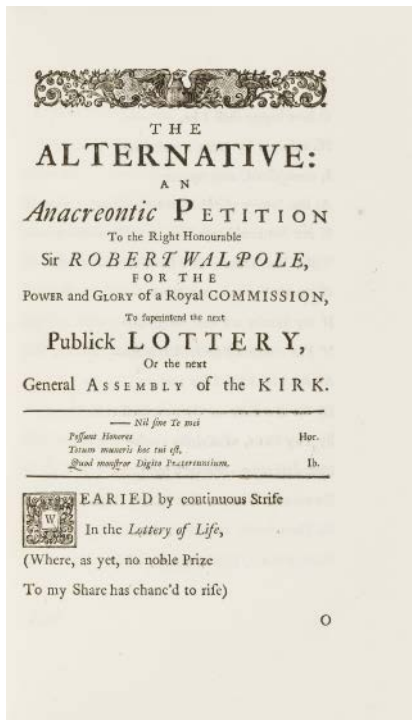 THE
ALTERNATIVE:
AN
Anacreontic PETITION
To the Right Honourable
Sir ROBERT WALPOLE,
FOR THE
POWER and GLORY of a Royal COMMISSION,
To ſuperintend the next
Publick LOTTERY,
Or the next
General ASSEMBLY of the KIRK.
—— Nil ſine Te mei
Poſſunt Honores Hor.
Totum muneris hoc tui eſt,
Quod monſtror Digito Prætereuntium. Ib.
WEARIED by continuous Strife
In the Lottery of Life,
(Where, as yet, no noble Prize
To my Share has chanc'd to riſe)
O